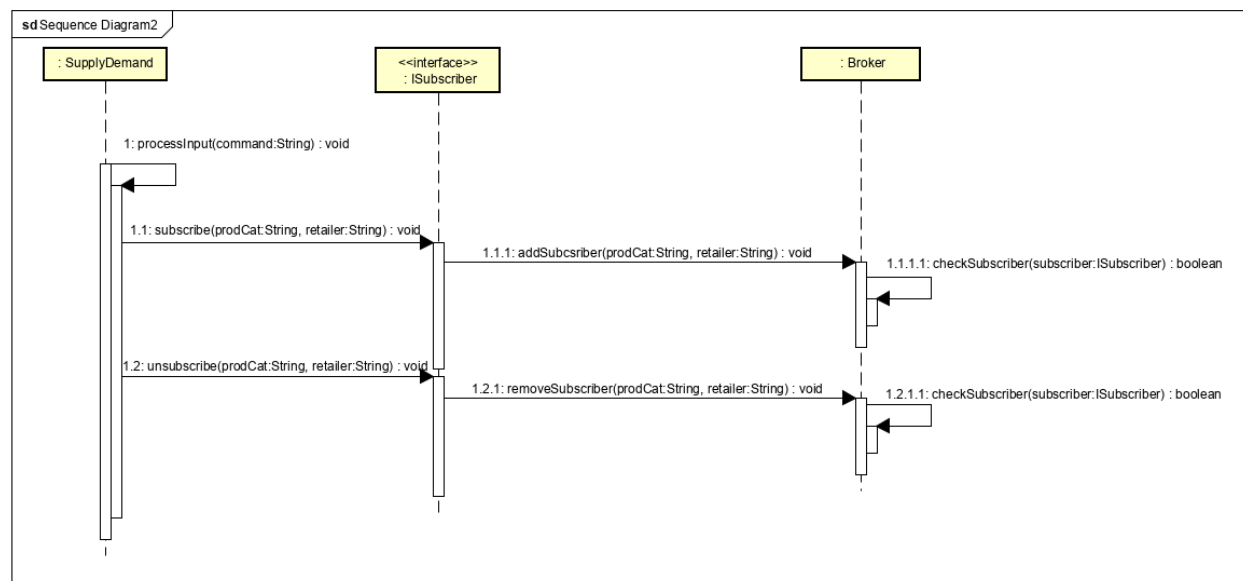 sd Sequence Diagram2
: SupplyDemand
<<interface>>
: ISubscriber
: Broker
1: processInput(command:String) : void
1.1: subscribe(prodCat:String, retailer:String) : void
1.1.1: addSubcsriber(prodCat:String, retailer:String) : void
1.1.1.1: checkSubscriber(subscriber:ISubscriber) : boolean
1.2: unsubscribe(prodCat:String, retailer:String) : void
1.2.1: removeSubscriber(prodCat:String, retailer:String) : void
1.2.1.1: checkSubscriber(subscriber:ISubscriber) : boolean